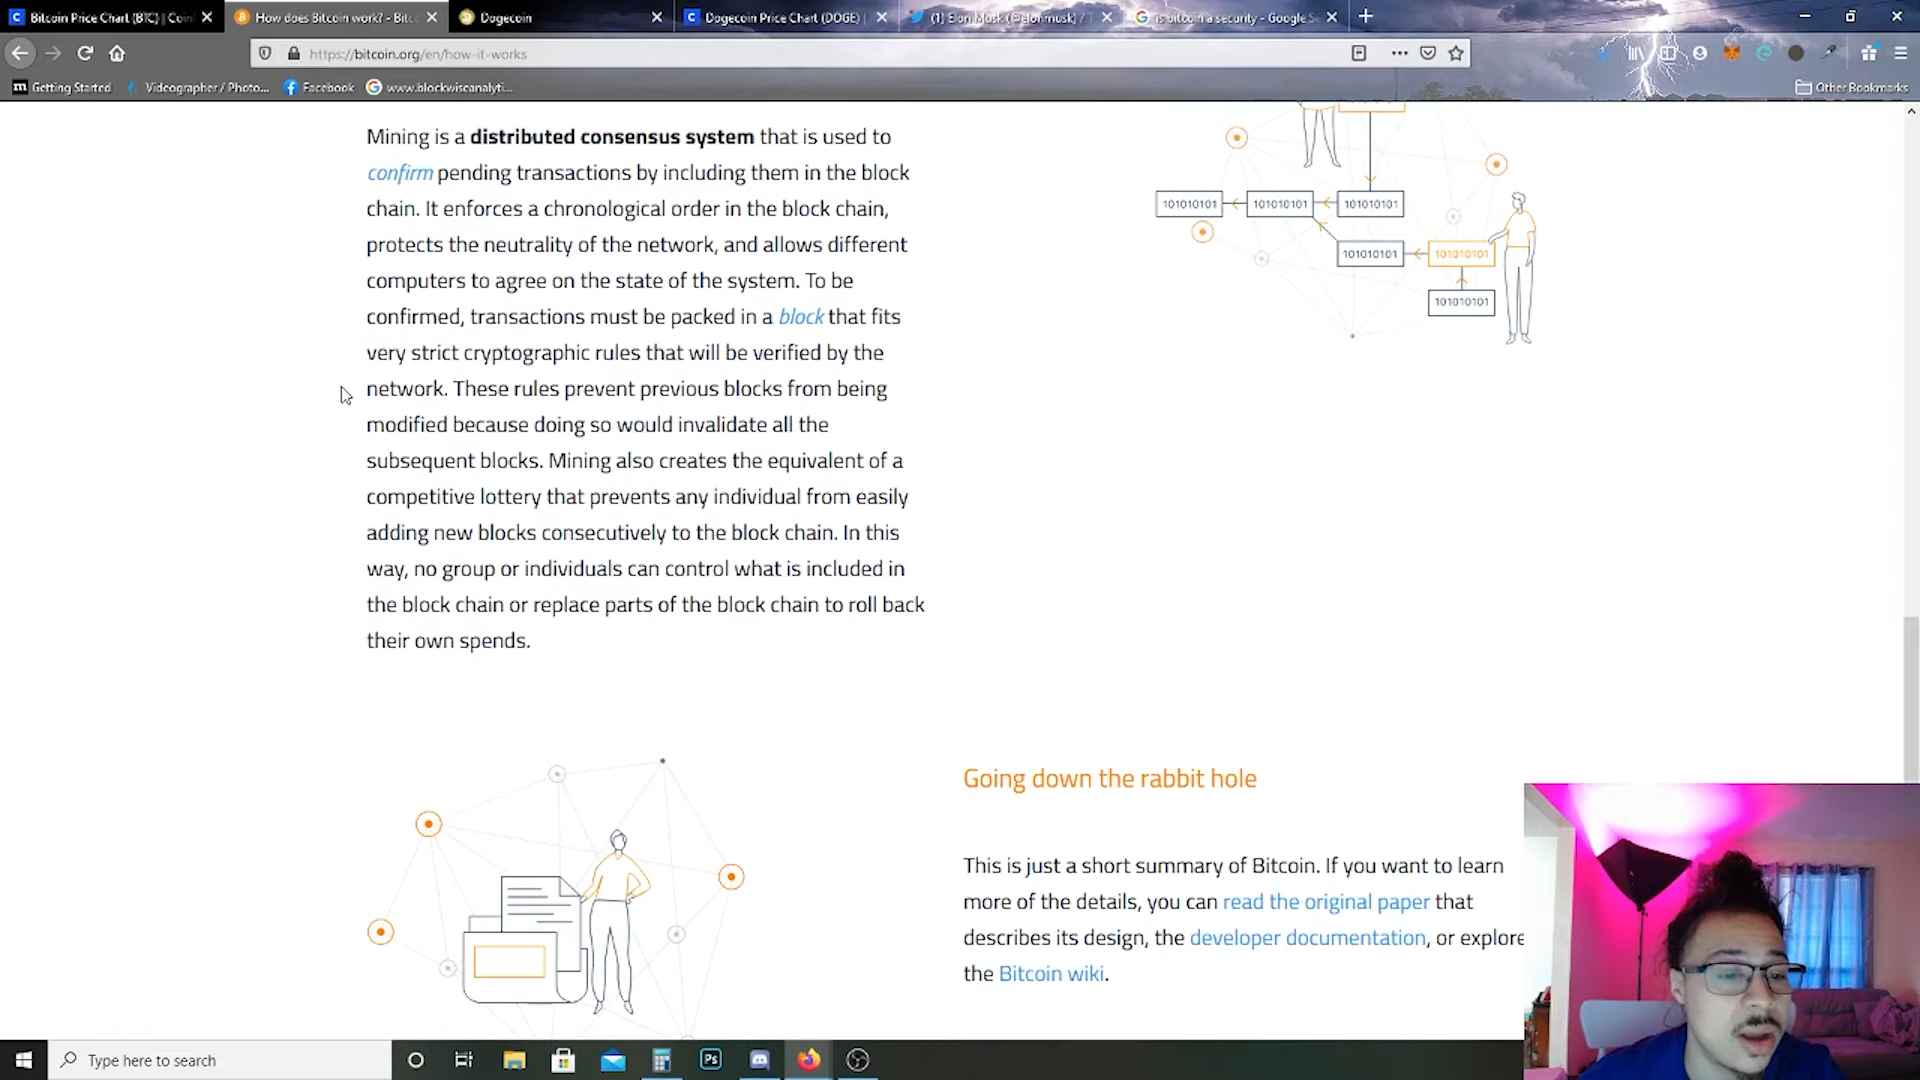 Bitcoin Price Chart (BTC) | Coin
How does Bitcoin work? - Bitc
Dogecoin
Dogecoin Price Chart (DOGE) |
(1) Elon Musk (@elonmusk) / T
is bitcoin a security - Google S
https://bitcoin.org/en/how-it-works
Getting Started
Videographer / Photo...
Facebook
www.blockwiseanalyti...
Other Bookmarks
Mining is a distributed consensus system that is used to
confirm pending transactions by including them in the block
chain. It enforces a chronological order in the block chain,
protects the neutrality of the network, and allows different
computers to agree on the state of the system. To be
confirmed, transactions must be packed in a block that fits
very strict cryptographic rules that will be verified by the
network. These rules prevent previous blocks from being
modified because doing so would invalidate all the
subsequent blocks. Mining also creates the equivalent of a
competitive lottery that prevents any individual from easily
adding new blocks consecutively to the block chain. In this
way, no group or individuals can control what is included in
the block chain or replace parts of the block chain to roll back
their own spends.
101010101 101010101 101010101
101010101 101010101
101010101
Going down the rabbit hole
This is just a short summary of Bitcoin. If you want to learn
more of the details, you can read the original paper that
describes its design, the developer documentation, or explore
the Bitcoin wiki.
Type here to search
Ps